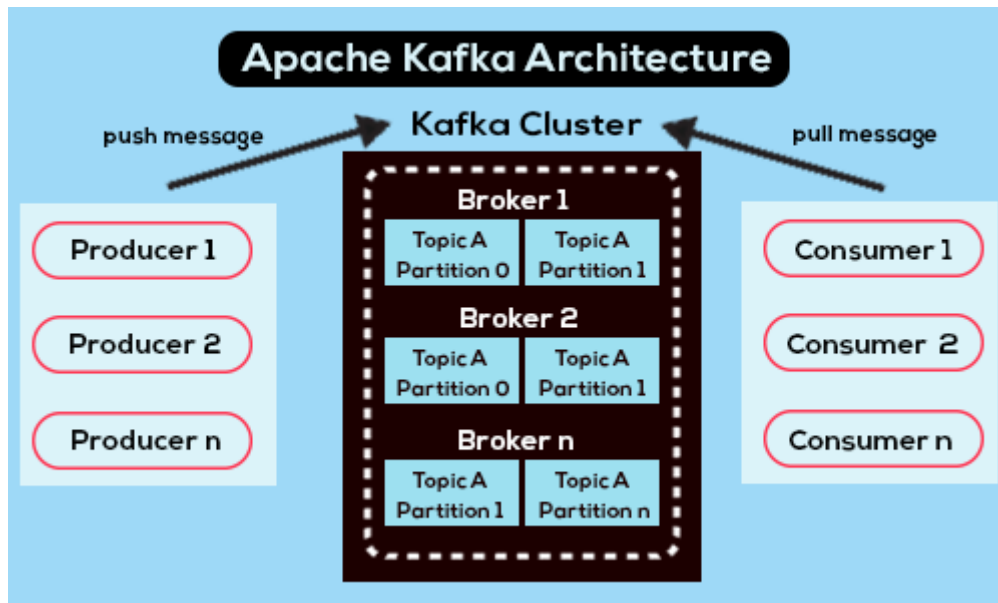 Apache Kafka Architecture
push message
Kafka Cluster
pull message
Producer 1
Producer 2
Producer n
Broker 1
Topic A
Partition 0
Topic A
Partition 1
Broker 2
Topic A
Partition 0
Topic A
Partition 1
Broker n
Topic A
Partition 1
Topic A
Partition n
Consumer 1
Consumer 2
Consumer n